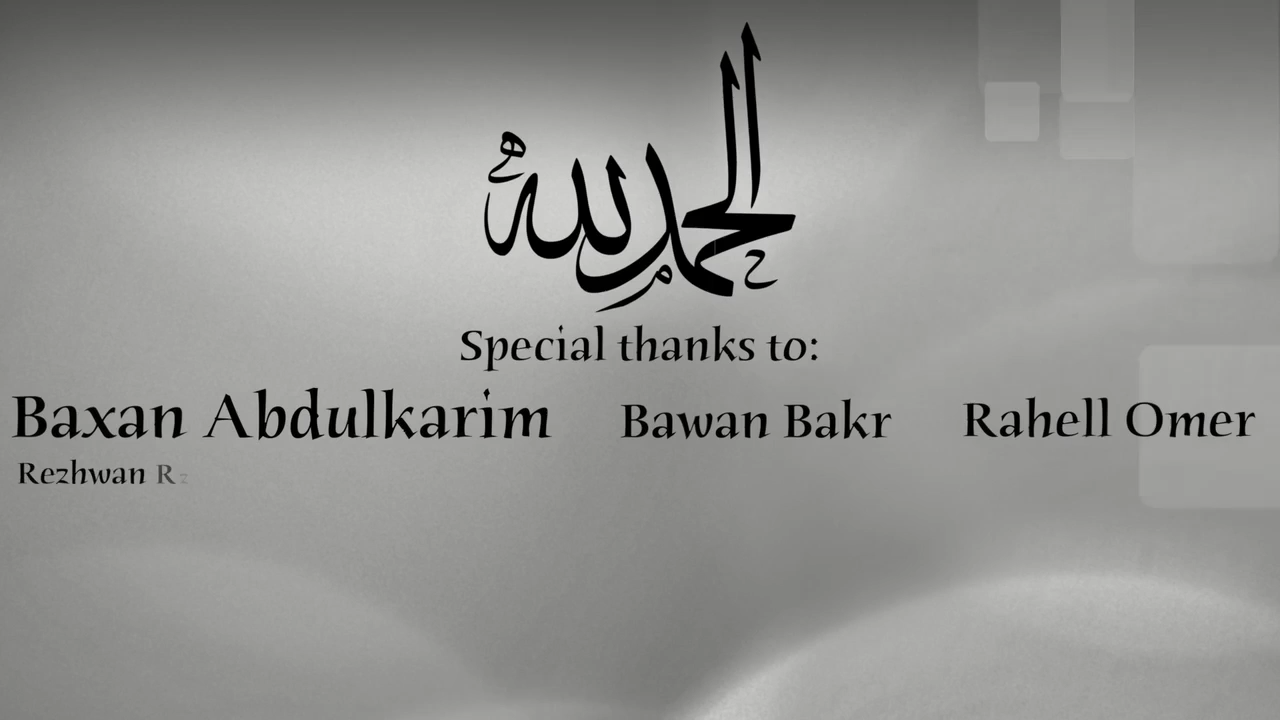 الحمد لله
Special thanks to:
Baxan Abdulkarim Bawan Bakr Rahell Omer
Rezhwan